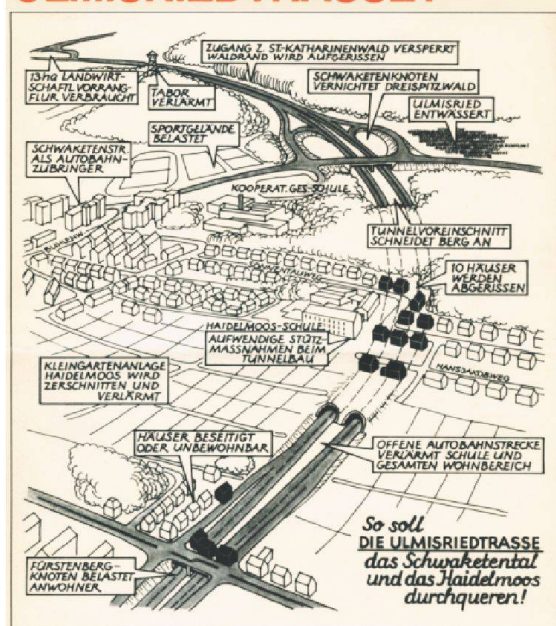 ULMISRIEDTRASSE!
ZUGANG Z. ST-KATHARINENWALD VERSPERRT
WALDRAND WIRD AUFGERISSEN
13ha LANDWIRT-
SCHAFTL VORRANG-
FLUR VERBRAUCHT
TABOR
VERLÄRMT
SCHWAKETENKNOTEN
VERNICHTET DREISPITZWALD
ULMISRIED
ENTWÄSSERT
SPORTGELÄNDE
BELASTET
SCHWAKETENSTR
ALS AUTOBAHN-
ZUBRINGER
KOOPERAT. GES-SCHULE
TUNNELVOREINSCHNITT
SCHNEIDET BERG AN
10 HÄUSER
WERDEN
ABGERISSEN
HAIDELMOOS-SCHULE:
AUFWENDIGE STÜTZ-
MASSNAHMEN BEIM
TUNNELBAU
HANSJAKOBWEG
KLEINGARTENANLAGE
HAIDELMOOS WIRD
ZERSCHNITTEN UND
VERLÄRMT
HÄUSER BESEITIGT
ODER UNBEWOHNBAR
OFFENE AUTOBAHNSTRECKE
VERLÄRMT SCHULE UND
GESAMTEN WOHNBEREICH
FÜRSTENBERG-
KNOTEN BELASTET
ANWOHNER
So soll
DIE ULMISRIEDTRASSE
das Schwaketental
und das Haidelmoos
durchqueren!